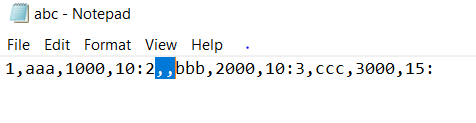 abc - Notepad
File Edit Format View Help .
1,aaa,1000,10:2,,bbb,2000,10:3,ccc,3000,15: